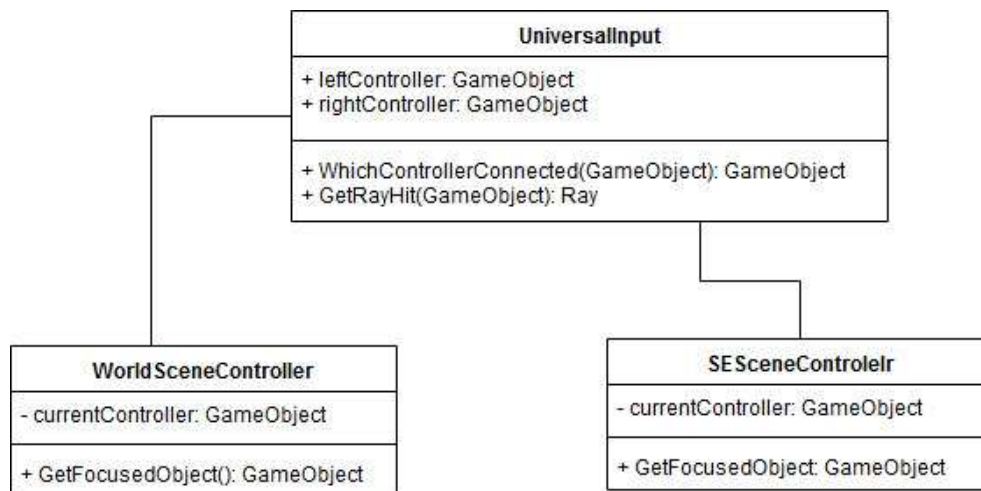 UniversalInput
+ leftController: GameObject
+ rightController: GameObject
+ WhichControllerConnected(GameObject): GameObject
+ GetRayHit(GameObject): Ray
WorldSceneController
- currentController: GameObject
+ GetFocusedObject(): GameObject
SESceneControlelr
- currentController: GameObject
+ GetFocusedObject: GameObject